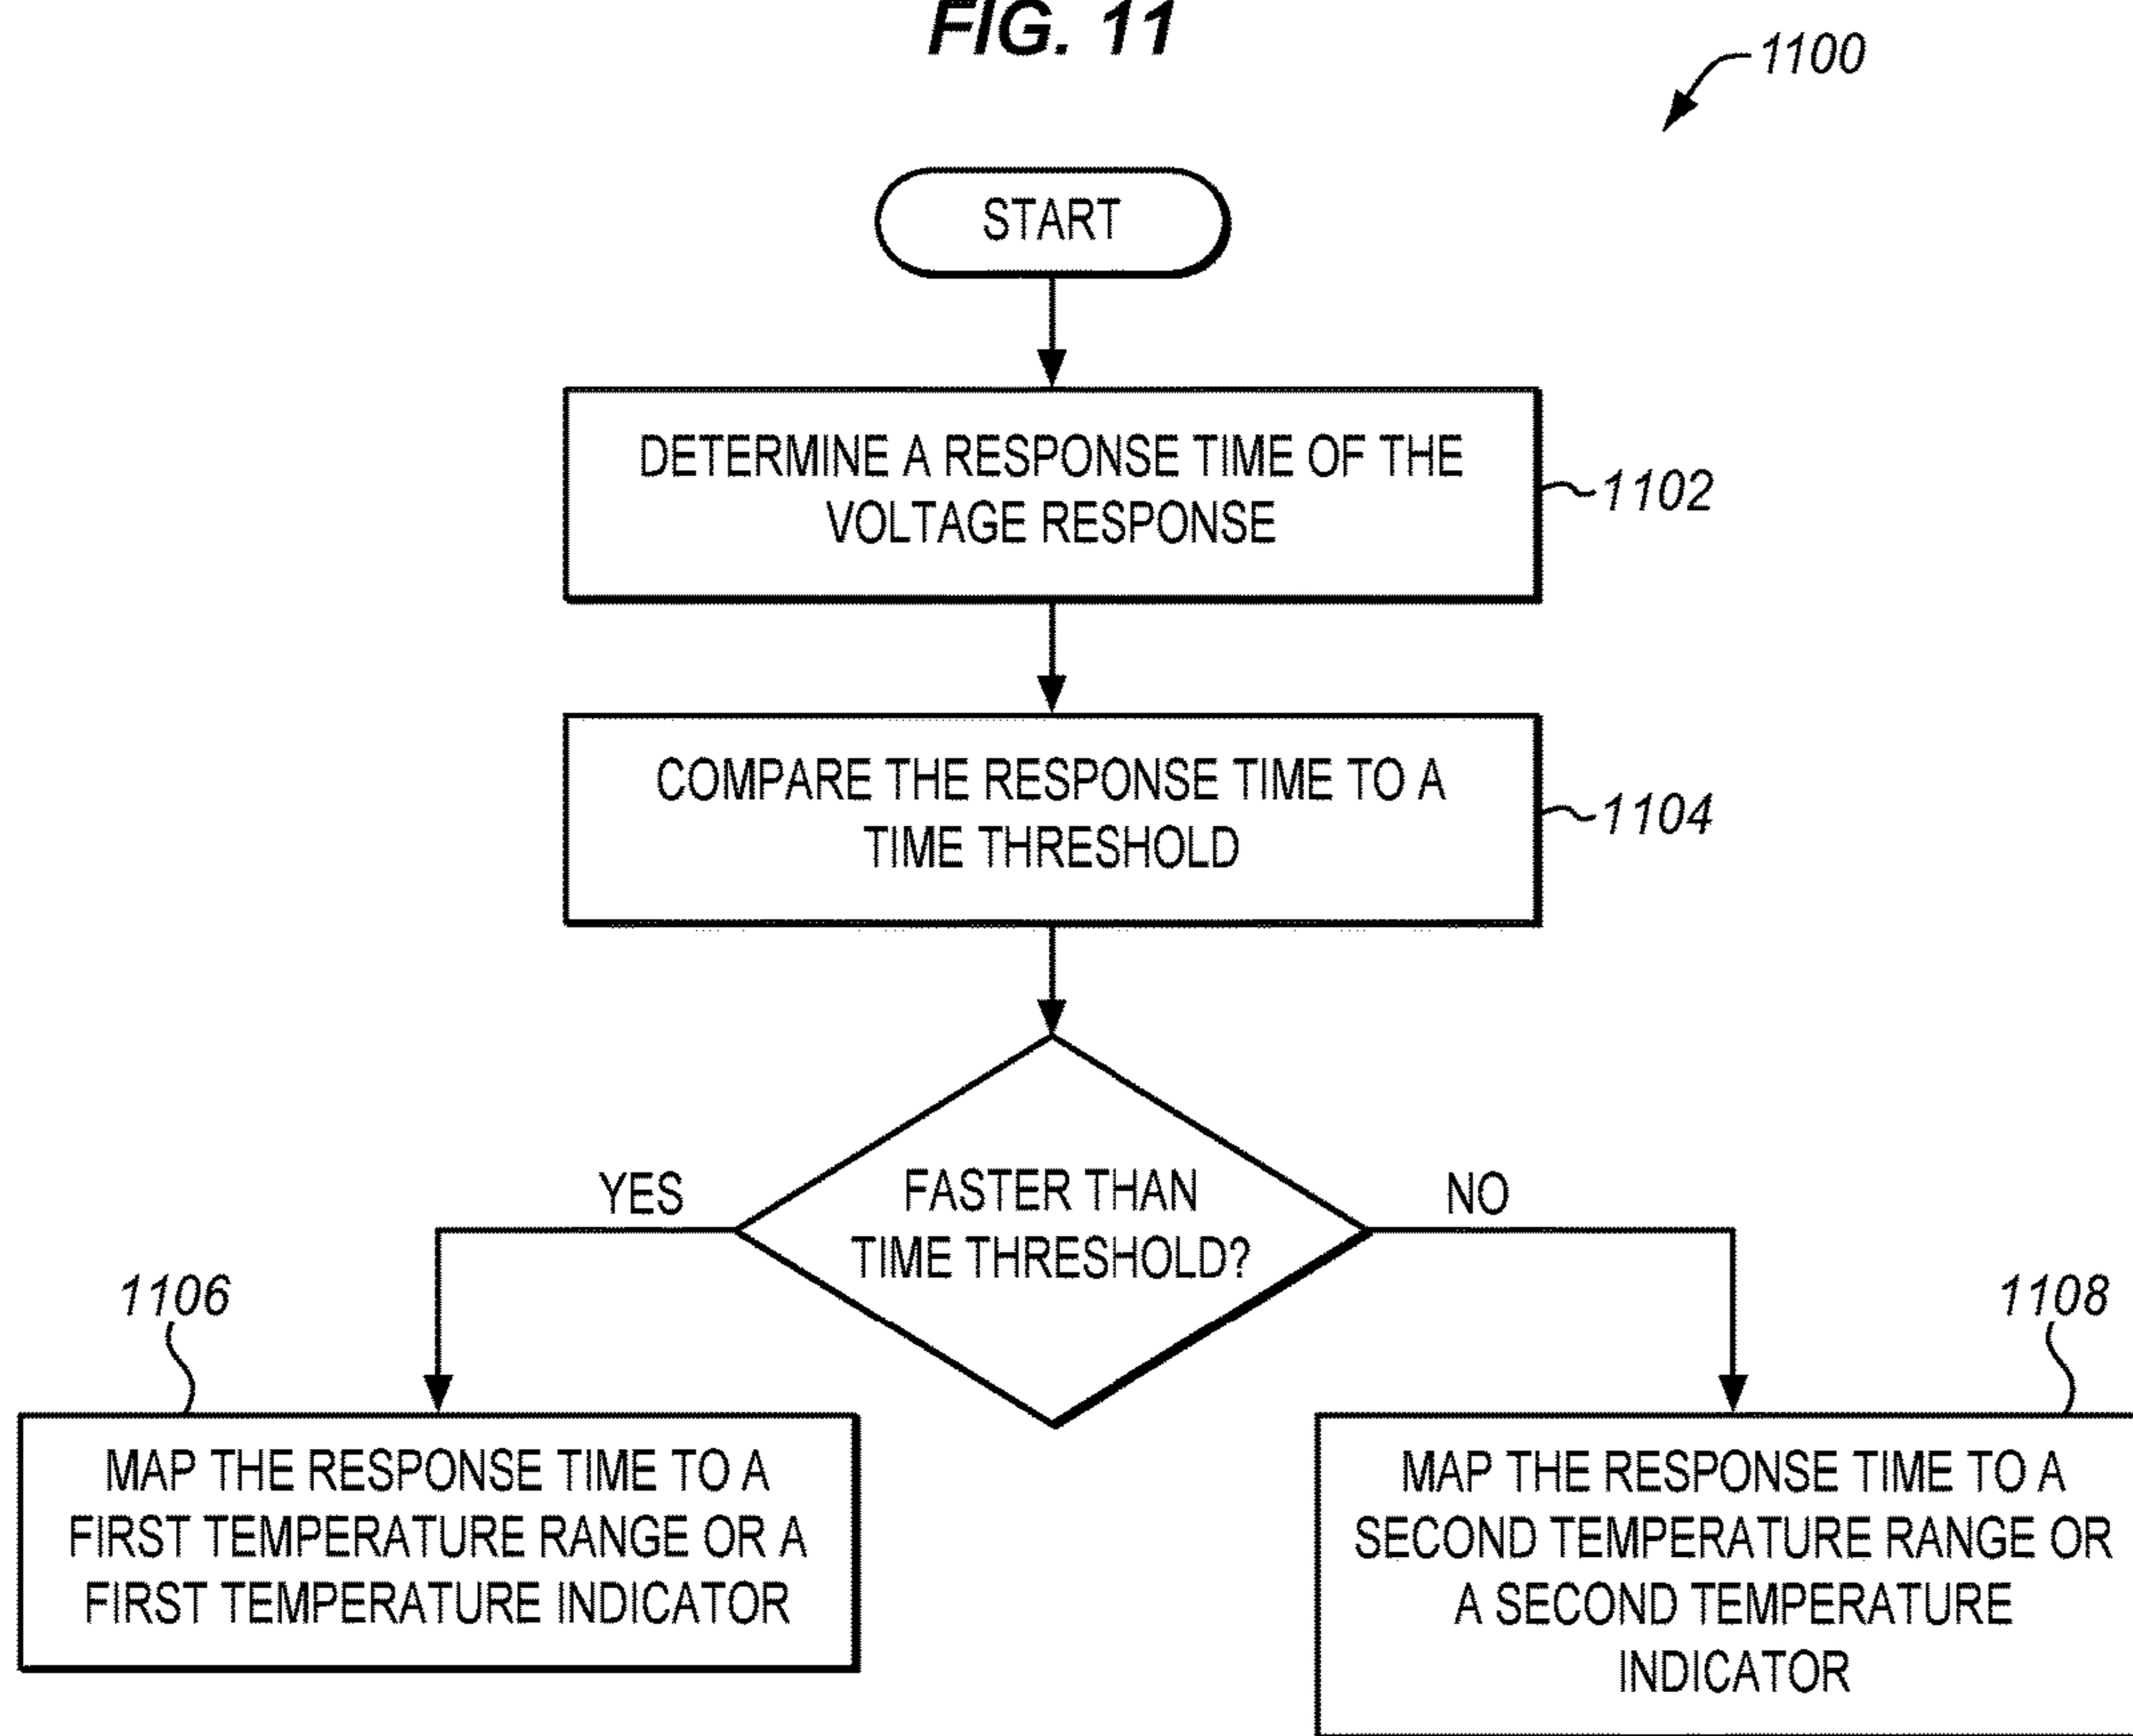 FIG. 11
1100
START
DETERMINE A RESPONSE TIME OF THE
VOLTAGE RESPONSE
1102
COMPARE THE RESPONSE TIME TO A
TIME THRESHOLD
1104
FASTER THAN
TIME THRESHOLD?
YES
NO
1106
MAP THE RESPONSE TIME TO A
FIRST TEMPERATURE RANGE OR A
FIRST TEMPERATURE INDICATOR
1108
MAP THE RESPONSE TIME TO A
SECOND TEMPERATURE RANGE OR
A SECOND TEMPERATURE
INDICATOR